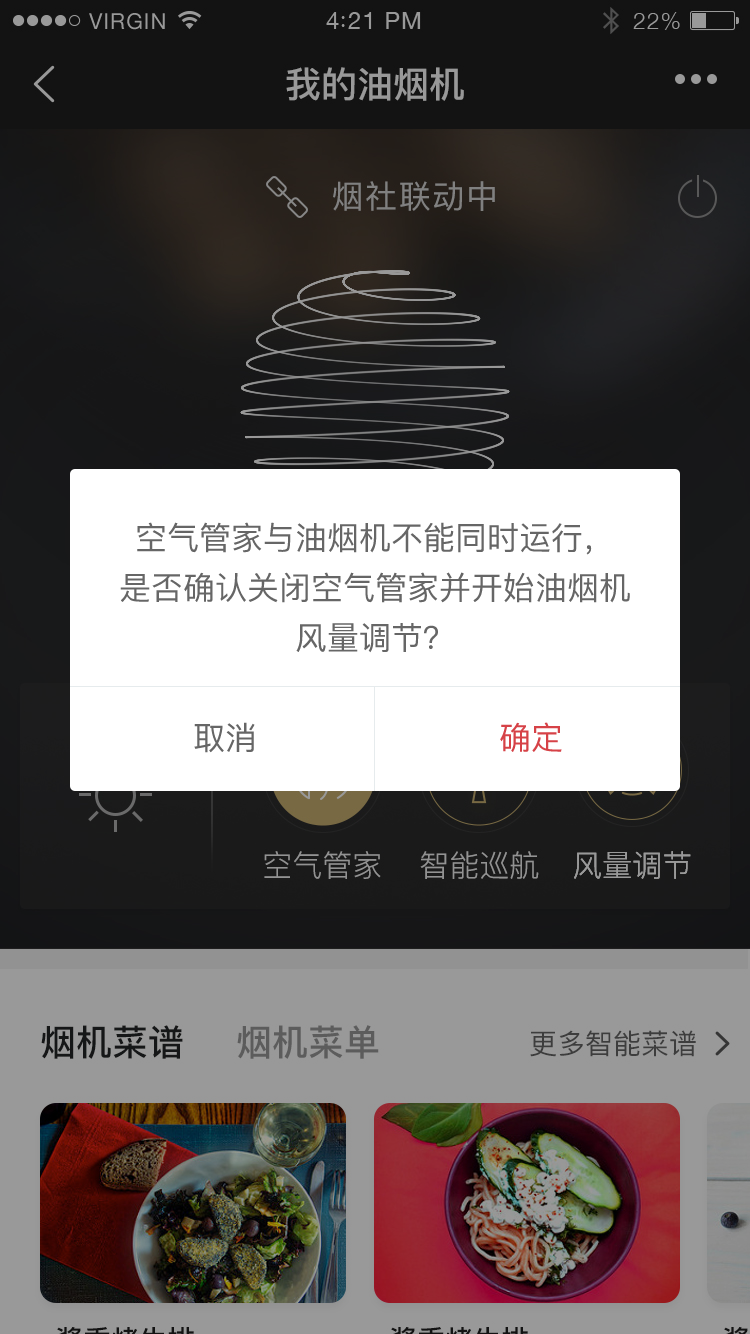 VIRGIN 4:21 PM 22%
我的油烟机
烟社联动中
空气管家与油烟机不能同时运行，
是否确认关闭空气管家并开始油烟机
风量调节？
取消 确定
空气管家 智能巡航 风量调节
烟机菜谱 烟机菜单 更多智能菜谱